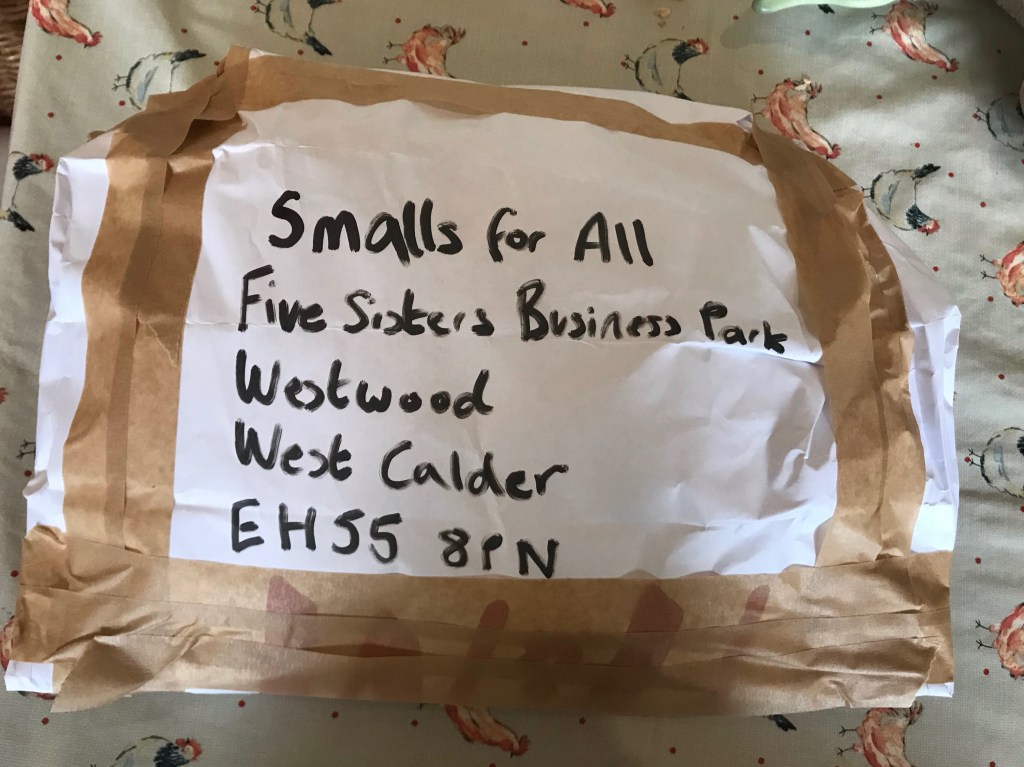 Smalls for All
Five Sisters Business Park
Westwood
West Calder
EH55 8PN